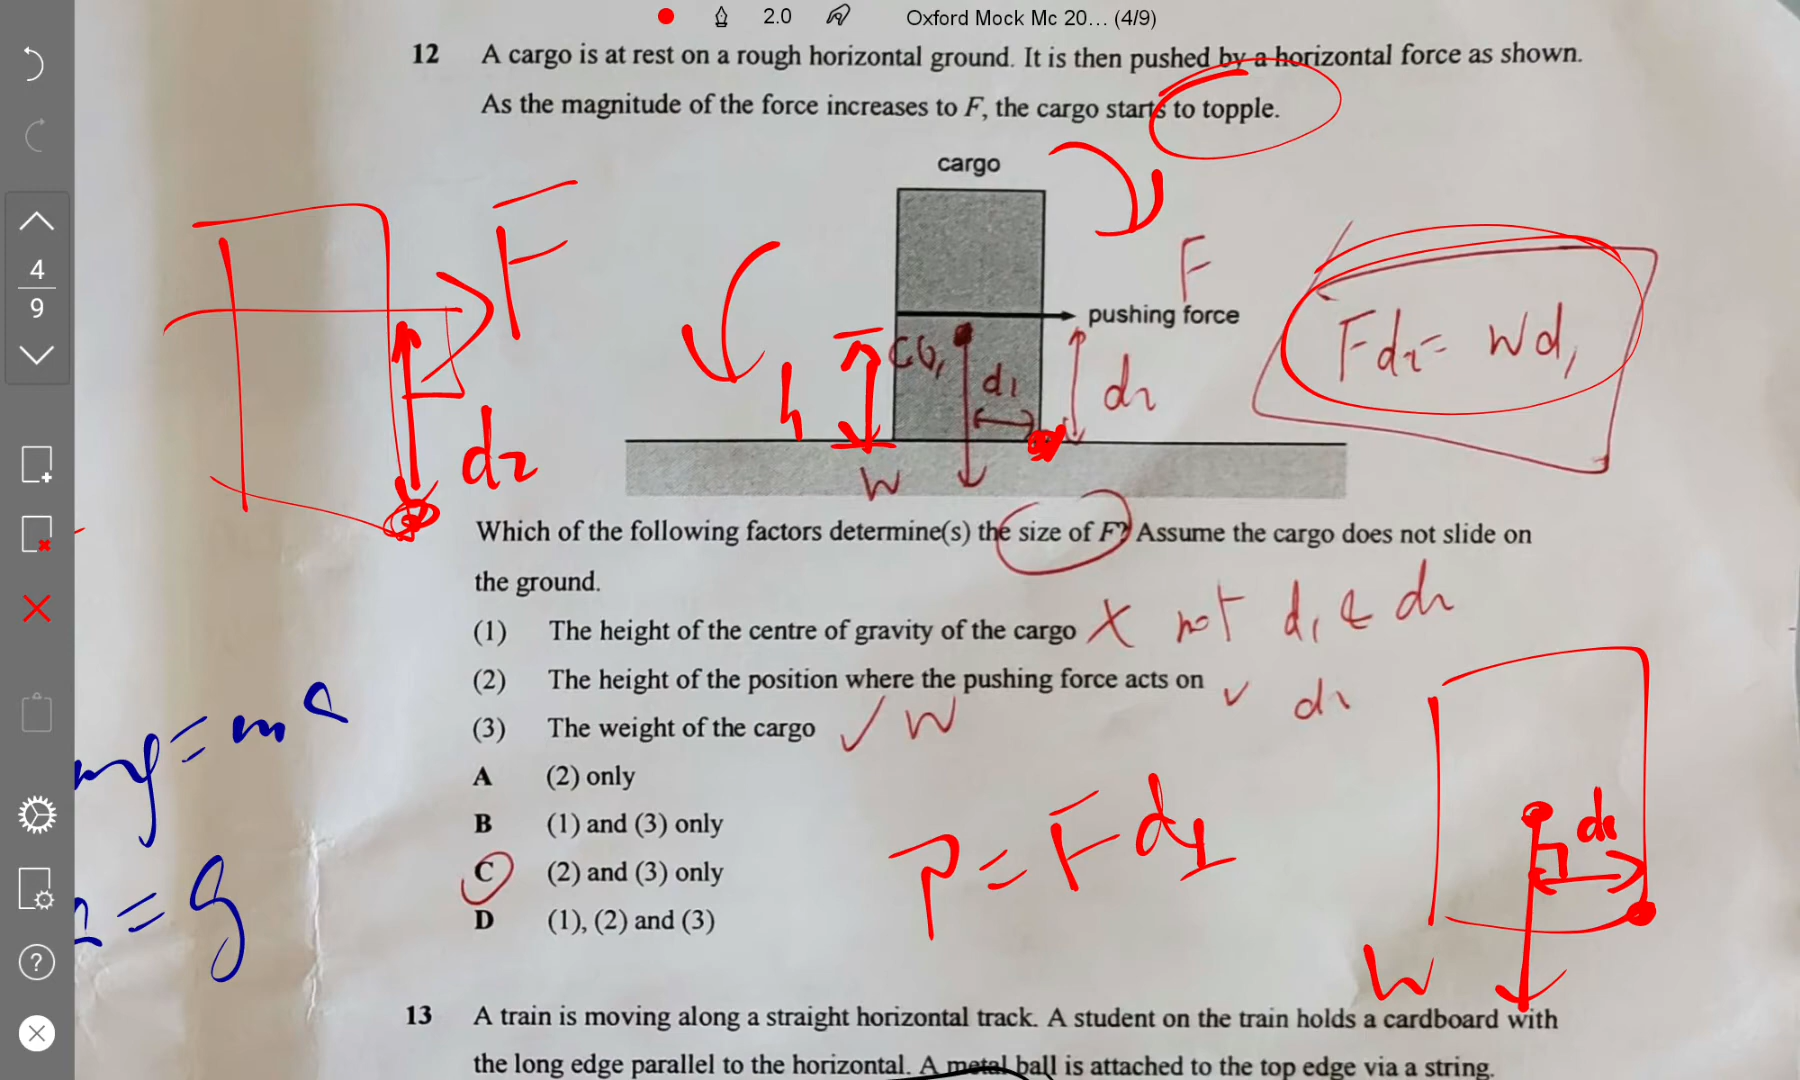 2.0 Oxford Mock Mc 20... (4/9)
12 A cargo is at rest on a rough horizontal ground. It is then pushed by a horizontal force as shown.
As the magnitude of the force increases to F, the cargo starts to topple.
cargo
F
F
pushing force
CG,
d1
d2
h
W
Fd2 = Wd1
d2
4
9
Which of the following factors determine(s) the size of F? Assume the cargo does not slide on
the ground.
(1) The height of the centre of gravity of the cargo X not d1 & d2
(2) The height of the position where the pushing force acts on ✓ d2
(3) The weight of the cargo ✓ W
A (2) only
B (1) and (3) only
C (2) and (3) only
D (1), (2) and (3)
mg = ma
= g
= Fd
d1
W
13 A train is moving along a straight horizontal track. A student on the train holds a cardboard with
the long edge parallel to the horizontal. A metal ball is attached to the top edge via a string.